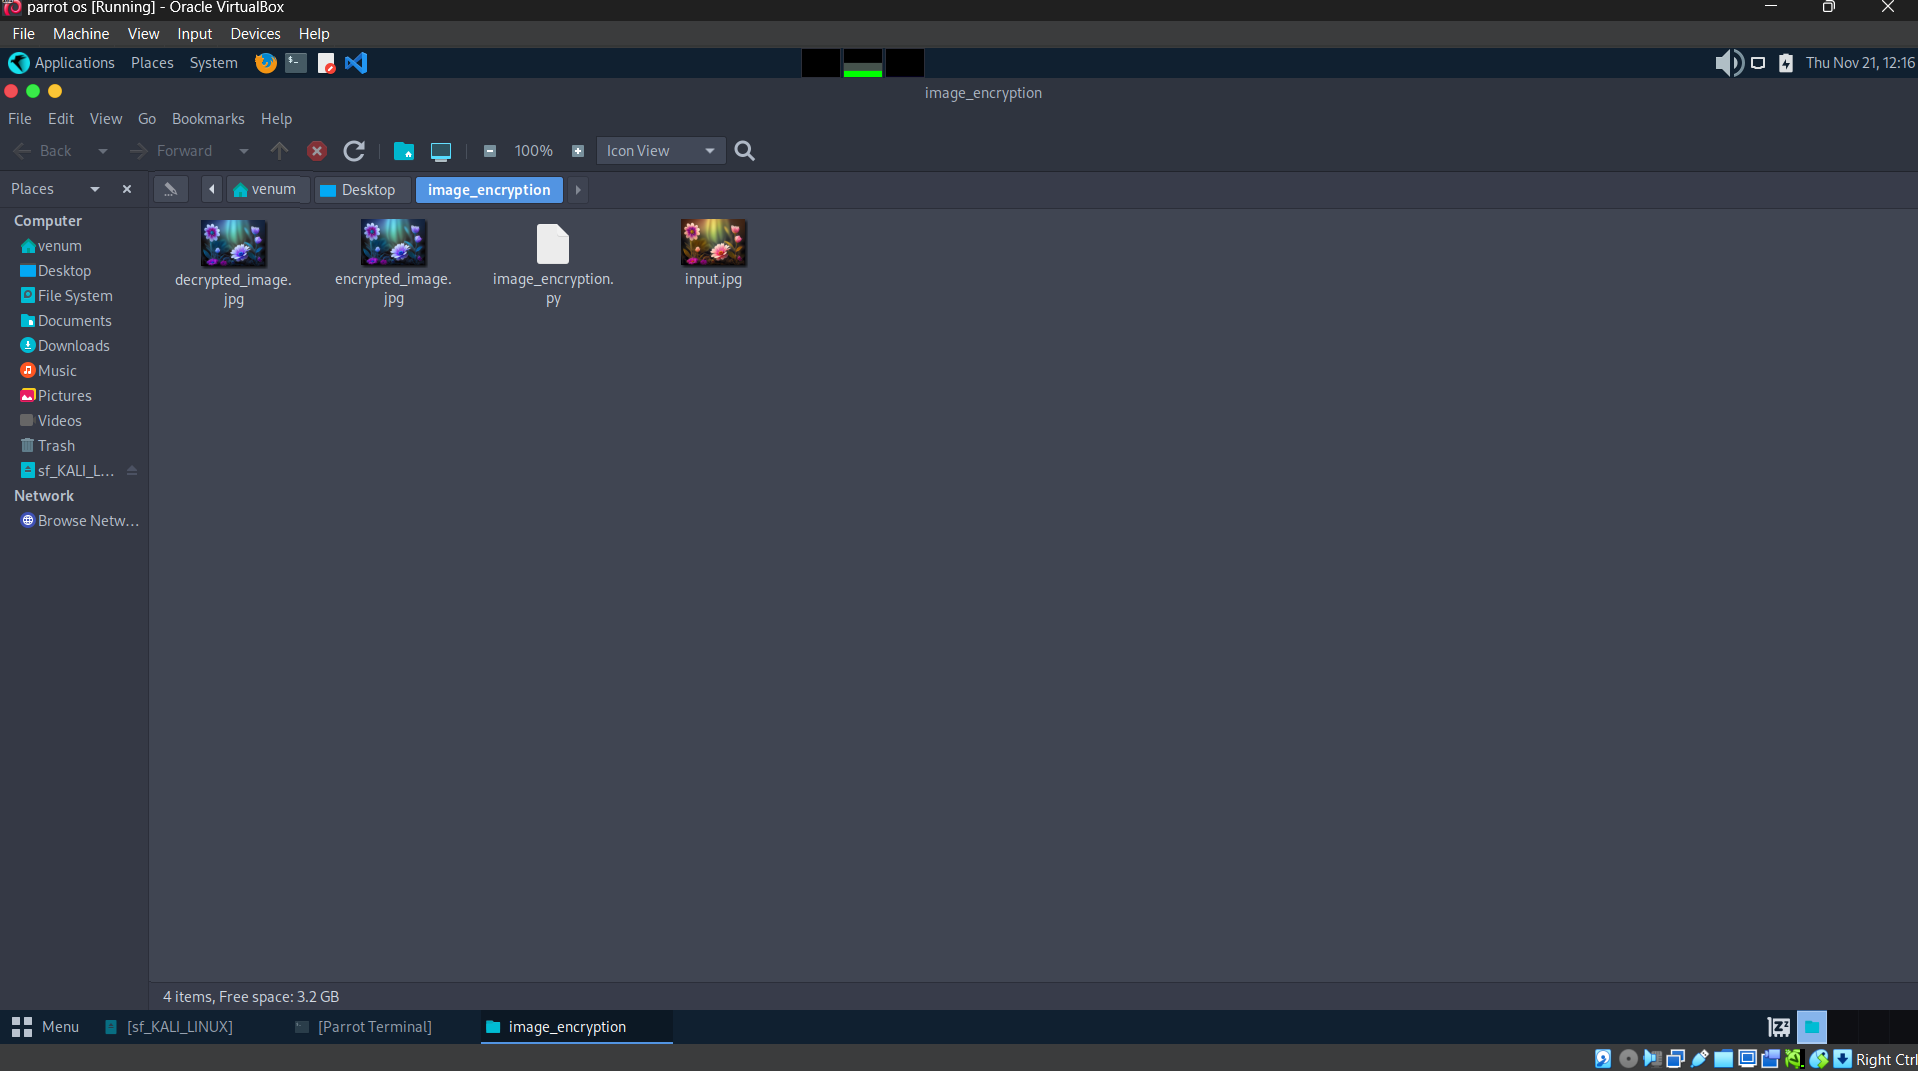 parrot os [Running] - Oracle VirtualBox
File Machine View Input Devices Help
Applications Places System Thu Nov 21, 12:16
image_encryption
File Edit View Go Bookmarks Help
Back Forward 100% Icon View
Places venum Desktop image_encryption
Computer
venum
Desktop
File System
Documents
Downloads
Music
Pictures
Videos
Trash
sf_KALI_L...
Network
Browse Netw...
decrypted_image.
jpg
encrypted_image.
jpg
image_encryption.
py
input.jpg
4 items, Free space: 3.2 GB
Menu [sf_KALI_LINUX] [Parrot Terminal] image_encryption
Right Ctrl